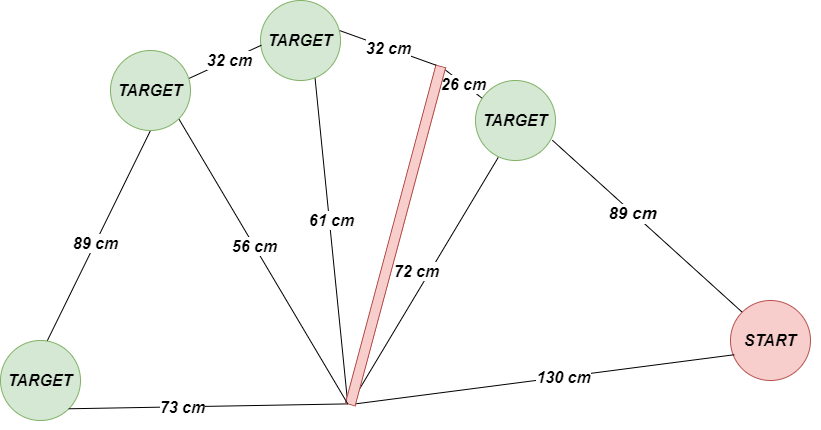 TARGET
32 cm
32 cm
TARGET
26 cm
TARGET
89 cm
89 cm
56 cm
61 cm
72 cm
START
TARGET
73 cm
130 cm
TARGET